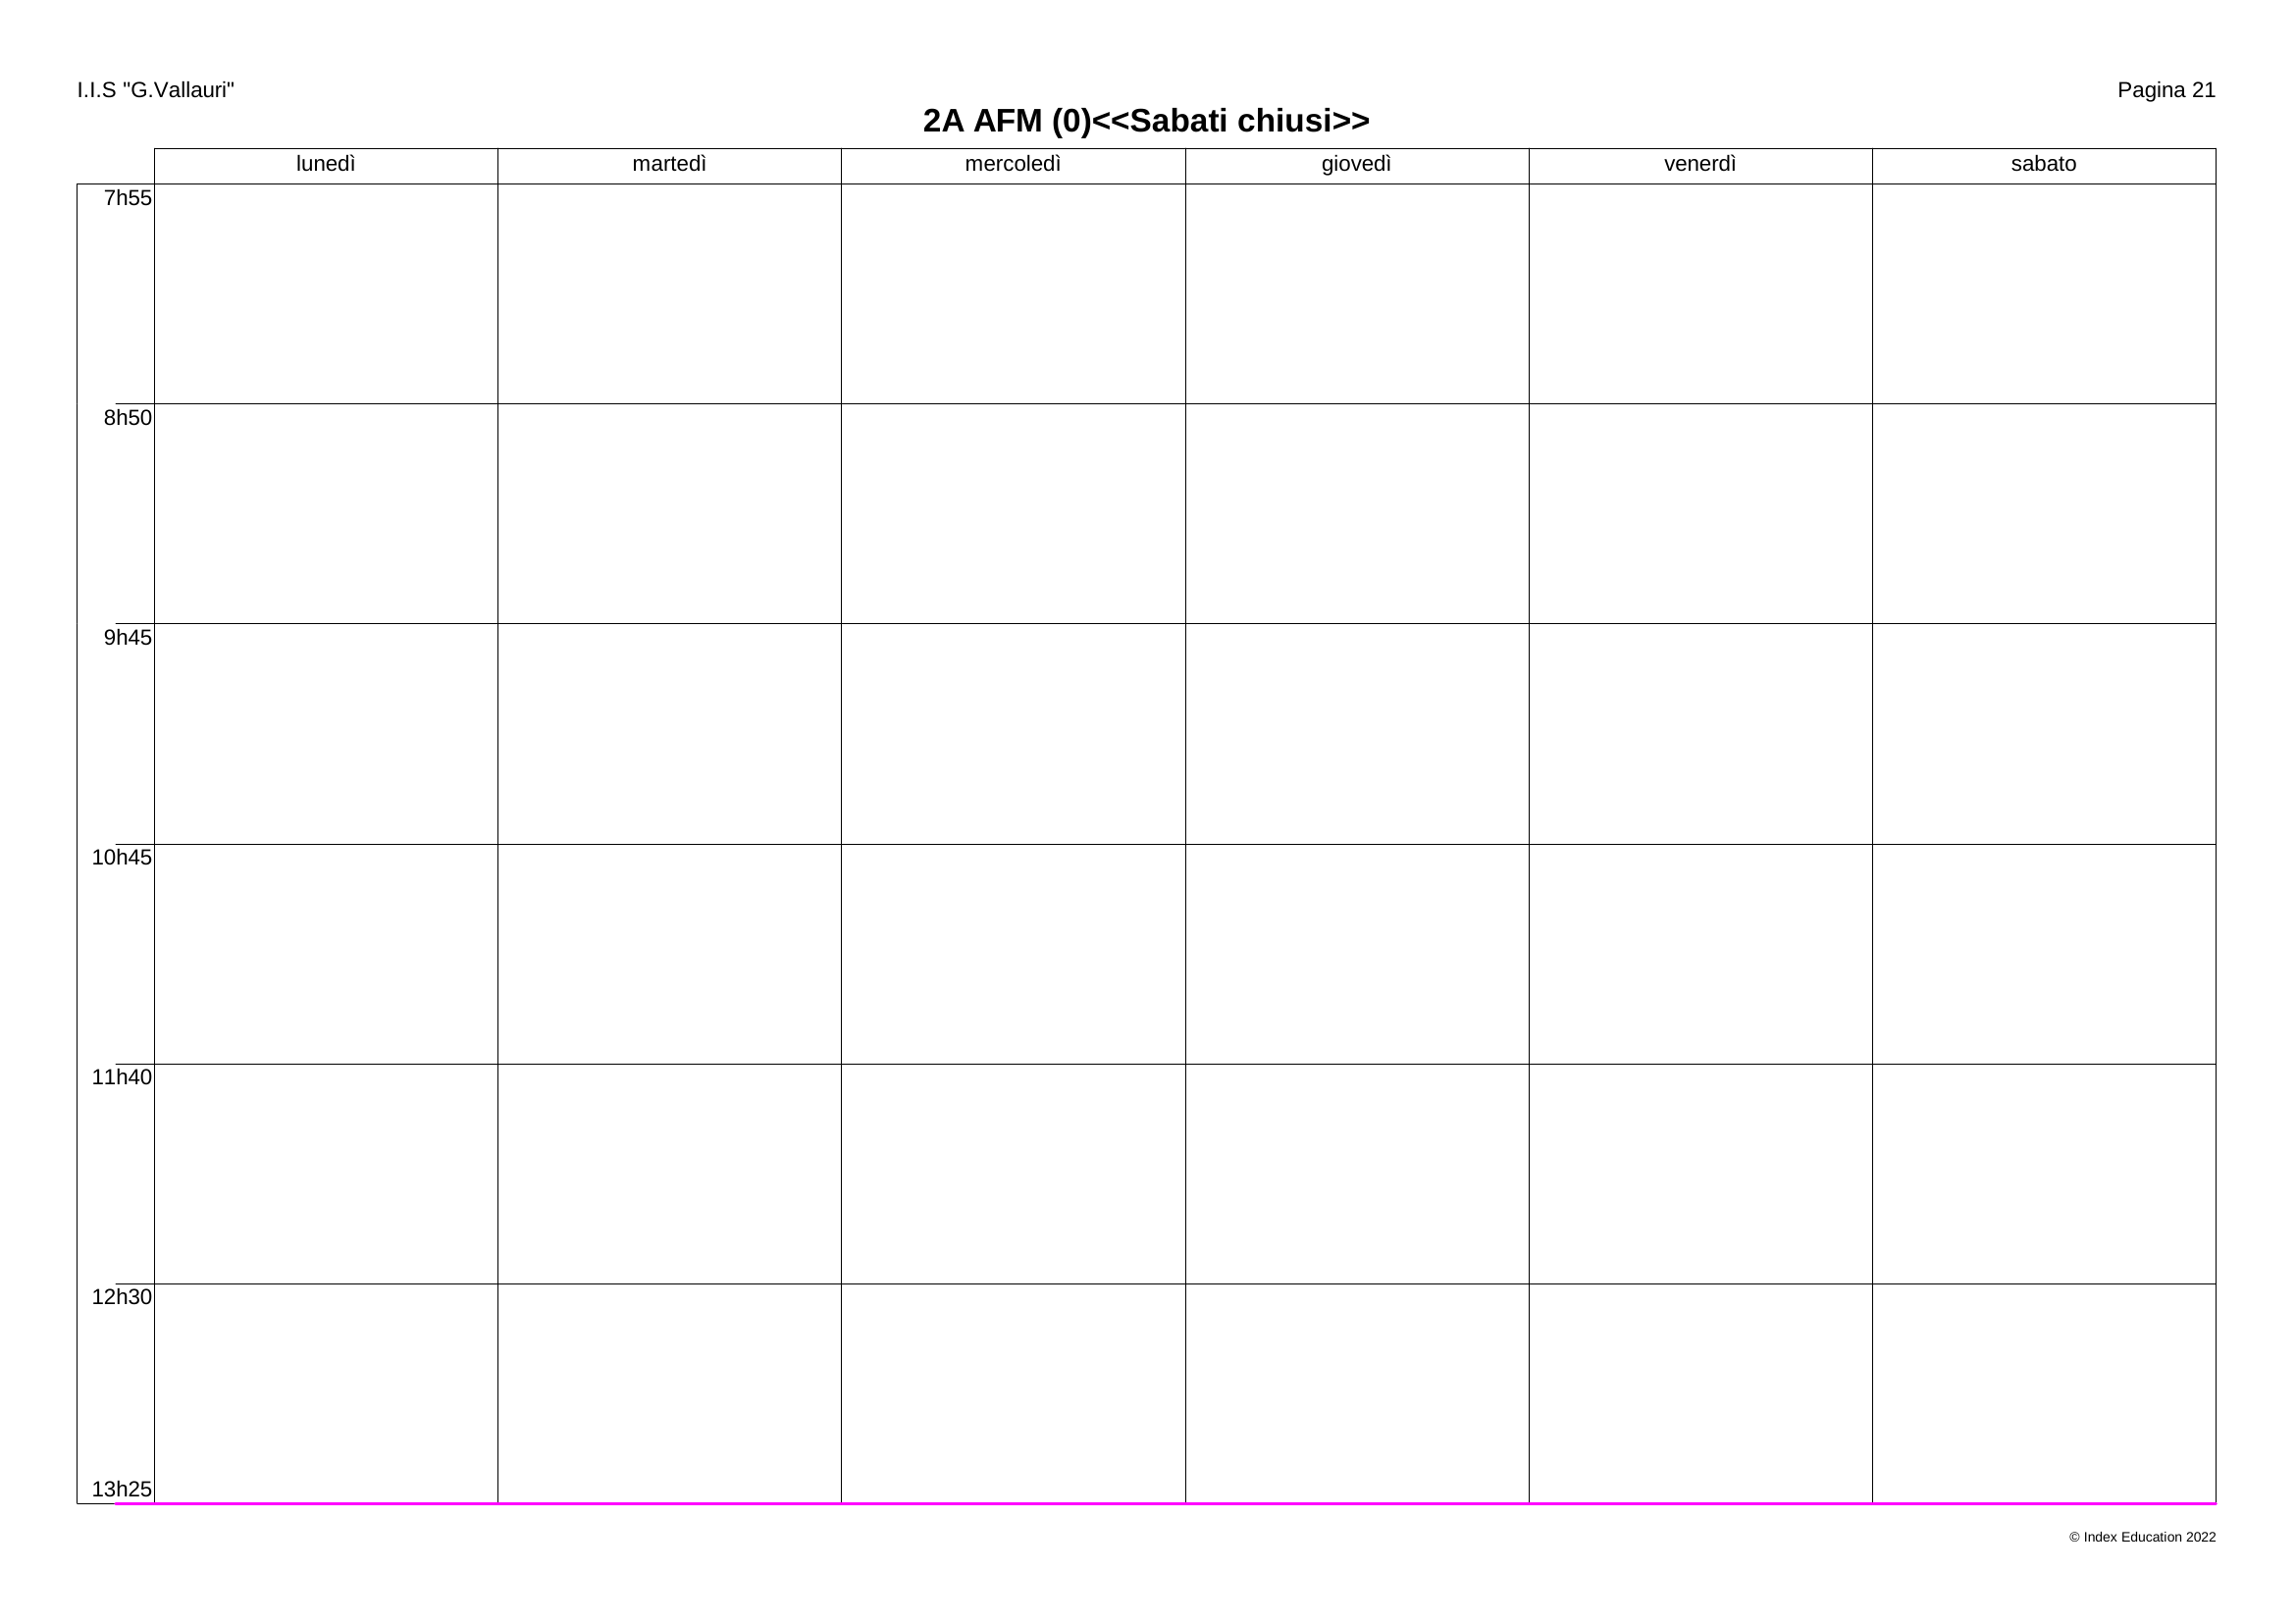 I.I.S "G.Vallauri"
Pagina 21
2A AFM (0)<<Sabati chiusi>>
lunedì martedì mercoledì giovedì venerdì sabato
7h55
8h50
9h45
10h45
11h40
12h30
13h25
© Index Education 2022